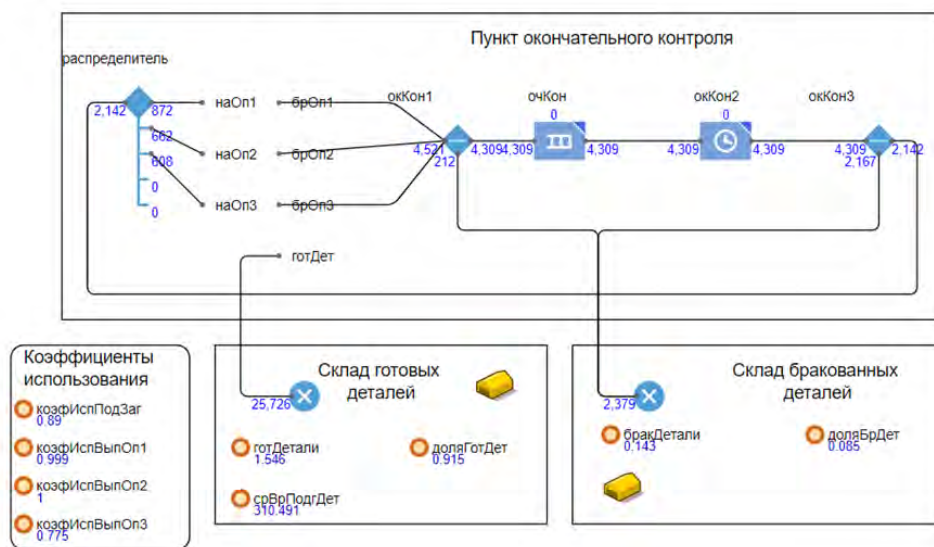 Пункт окончательного контроля
распределитель
2,142
872
662
608
0
0
наОп1
наОп2
наОп3
брОп1
брОп2
брОп3
готДет
окКон1
4,521
212
4,309
очКон
0
4,309
4,309
окКон2
0
4,309
4,309
окКон3
4,309
2,167
2,142
Коэффициенты
использования
коэфИспПодЗаг
0.89
коэфИспВыпОп1
0.999
коэфИспВыпОп2
1
коэфИспВыпОп3
0.775
Склад готовых
деталей
25,726
готДетали
1.546
доляГотДет
0.915
срВрПодгДет
310.491
Склад бракованных
деталей
2,379
бракДетали
0.143
доляБрДет
0.085